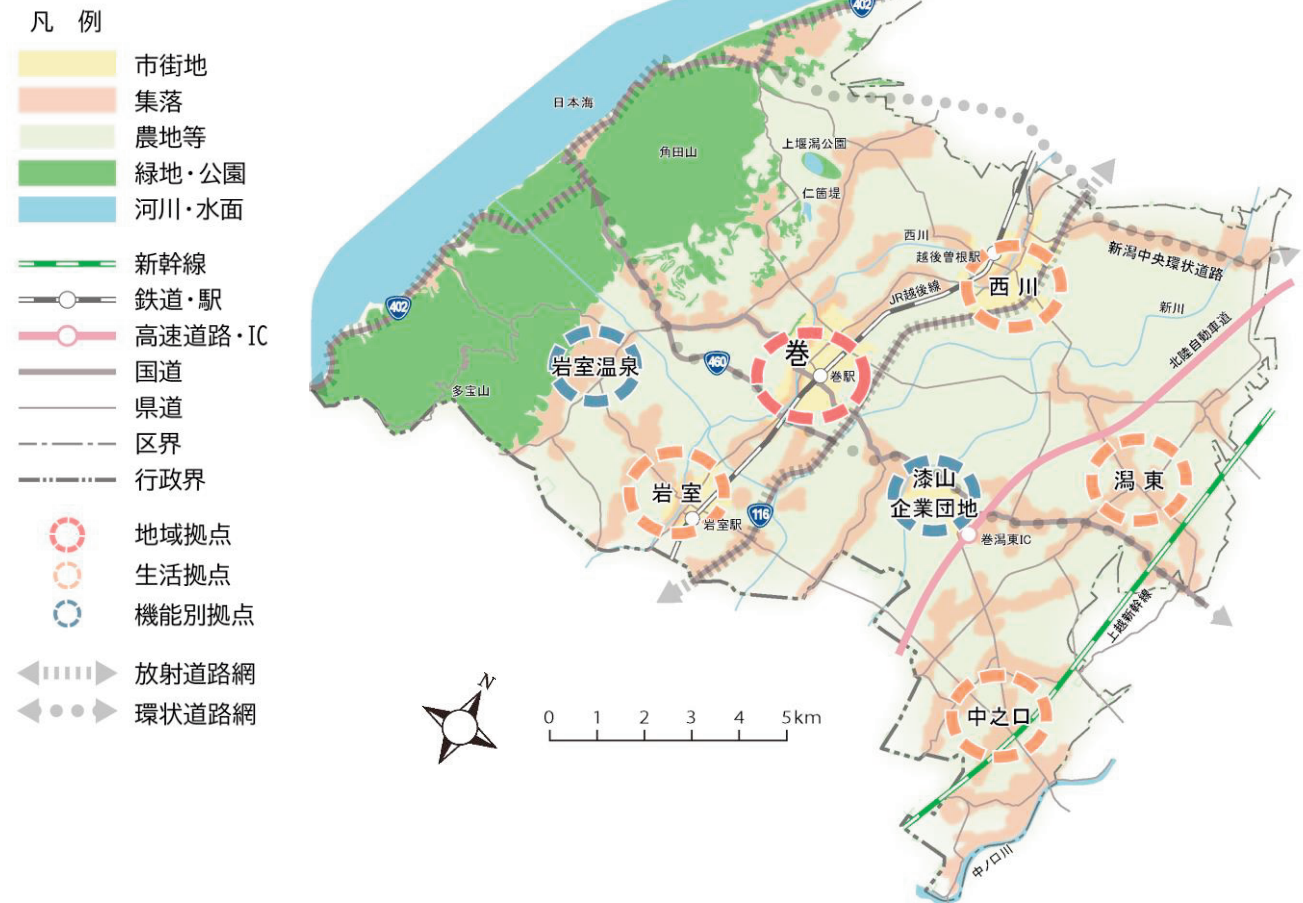 凡 例
市街地
集落
農地等
緑地・公園
河川・水面
新幹線
鉄道・駅
高速道路・IC
国道
県道
区界
行政界
地域拠点
生活拠点
機能別拠点
放射道路網
環状道路網
402
日本海
角田山
上堰潟公園
仁箇堤
西川
越後曽根駅
西川
新潟中央環状道路
新川
JR越後線
北陸自動車道
402
岩室温泉
460
巻
巻駅
多宝山
岩室
岩室駅
116
漆山
企業団地
巻潟東IC
潟東
上越新幹線
中之口
中ノ口川
N
0 1 2 3 4 5km